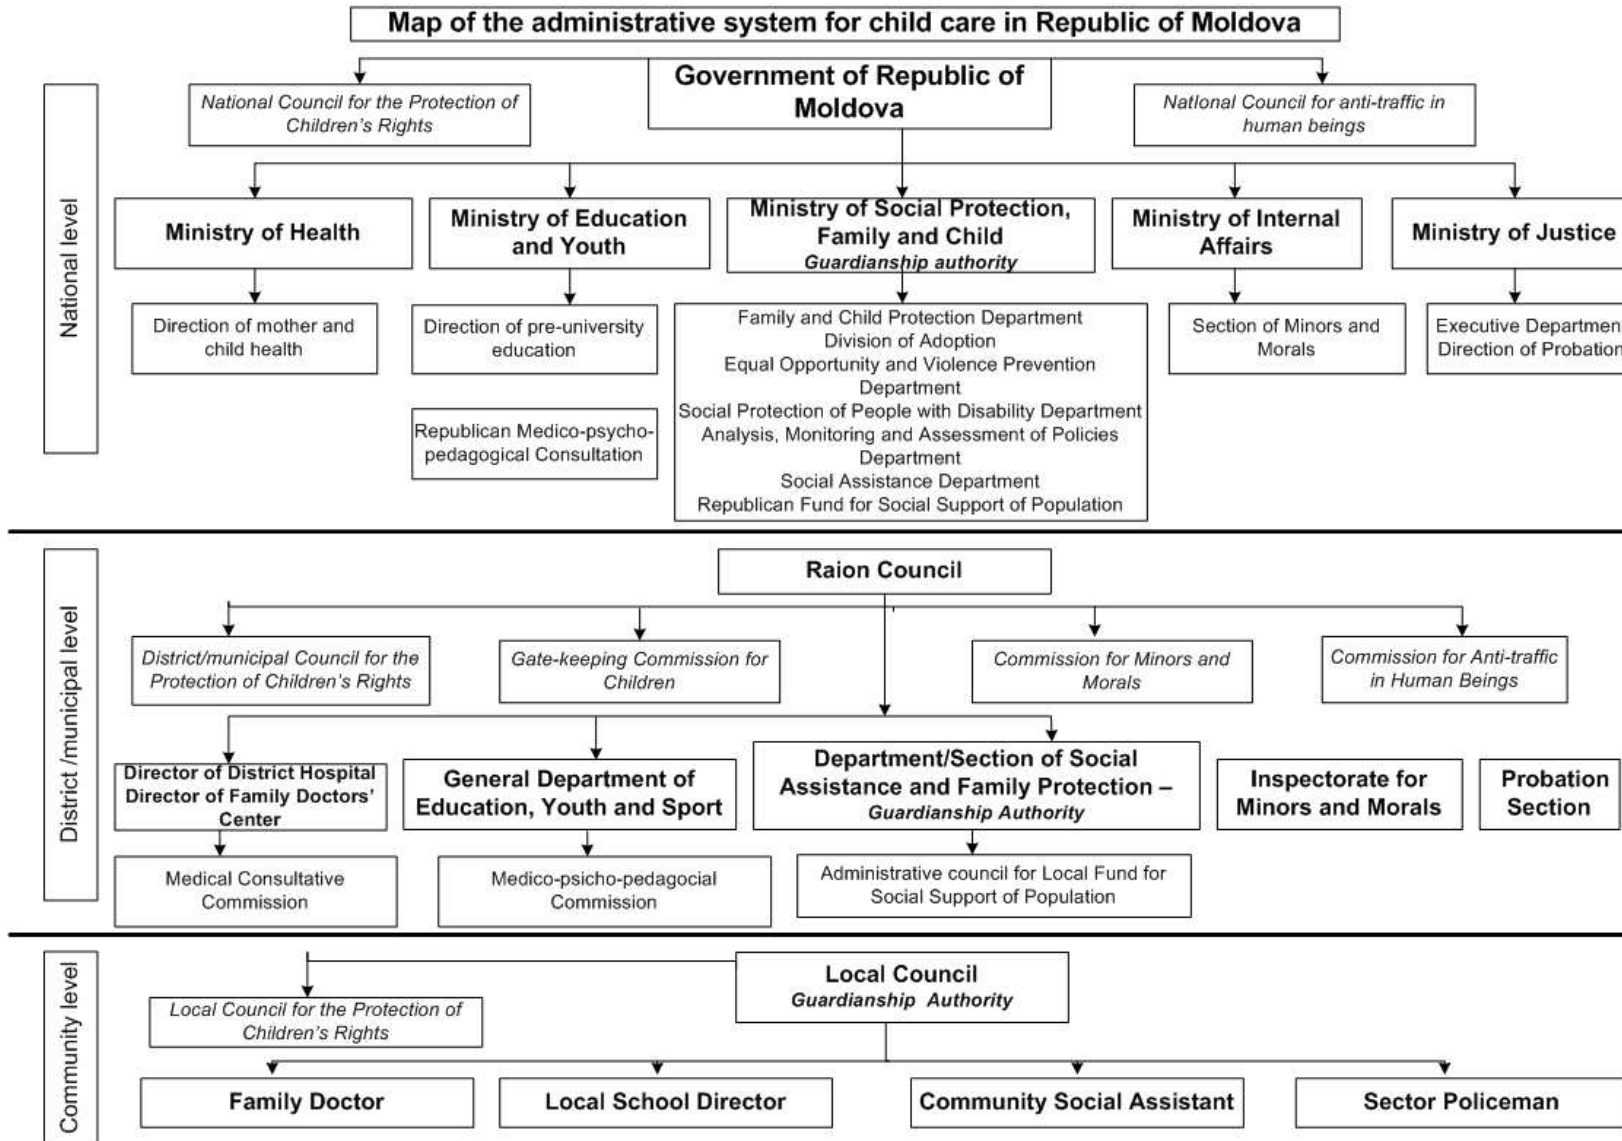 Map of the administrative system for child care in Republic of Moldova
Government of Republic of
Moldova
National Council for the Protection of
Children's Rights
National Council for anti-traffic in
human beings
National level
Ministry of Health
Ministry of Education
and Youth
Ministry of Social Protection,
Family and Child
Guardianship authority
Ministry of Internal
Affairs
Ministry of Justice
Direction of mother and
child health
Direction of pre-university
education
Republican Medico-psycho-
pedagogical Consultation
Family and Child Protection Department
Division of Adoption
Equal Opportunity and Violence Prevention
Department
Social Protection of People with Disability Department
Analysis, Monitoring and Assessment of Policies
Department
Social Assistance Department
Republican Fund for Social Support of Population
Section of Minors and
Morals
Executive Departmen
Direction of Probation
District /municipal level
Raion Council
District/municipal Council for the
Protection of Children's Rights
Gate-keeping Commission for
Children
Commission for Minors and
Morals
Commission for Anti-traffic
in Human Beings
Director of District Hospital
Director of Family Doctors'
Center
General Department of
Education, Youth and Sport
Department/Section of Social
Assistance and Family Protection –
Guardianship Authority
Inspectorate for
Minors and Morals
Probation
Section
Medical Consultative
Commission
Medico-psicho-pedagocial
Commission
Administrative council for Local Fund for
Social Support of Population
Community level
Local Council
Guardianship Authority
Local Council for the Protection of
Children's Rights
Family Doctor
Local School Director
Community Social Assistant
Sector Policeman